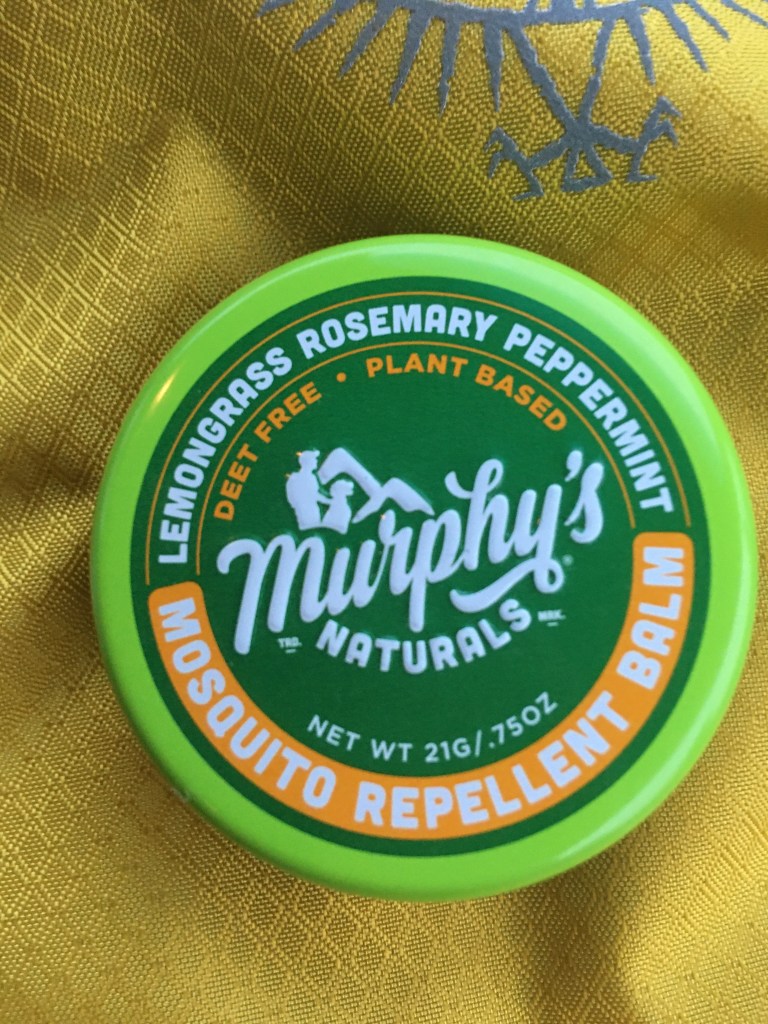 LEMONGRASS ROSEMARY PEPPERMINT
DEET FREE • PLANT BASED
Murphy's®
TRD. NATURALS MRK.
NET WT 21G/.75OZ
MOSQUITO REPELLENT BALM